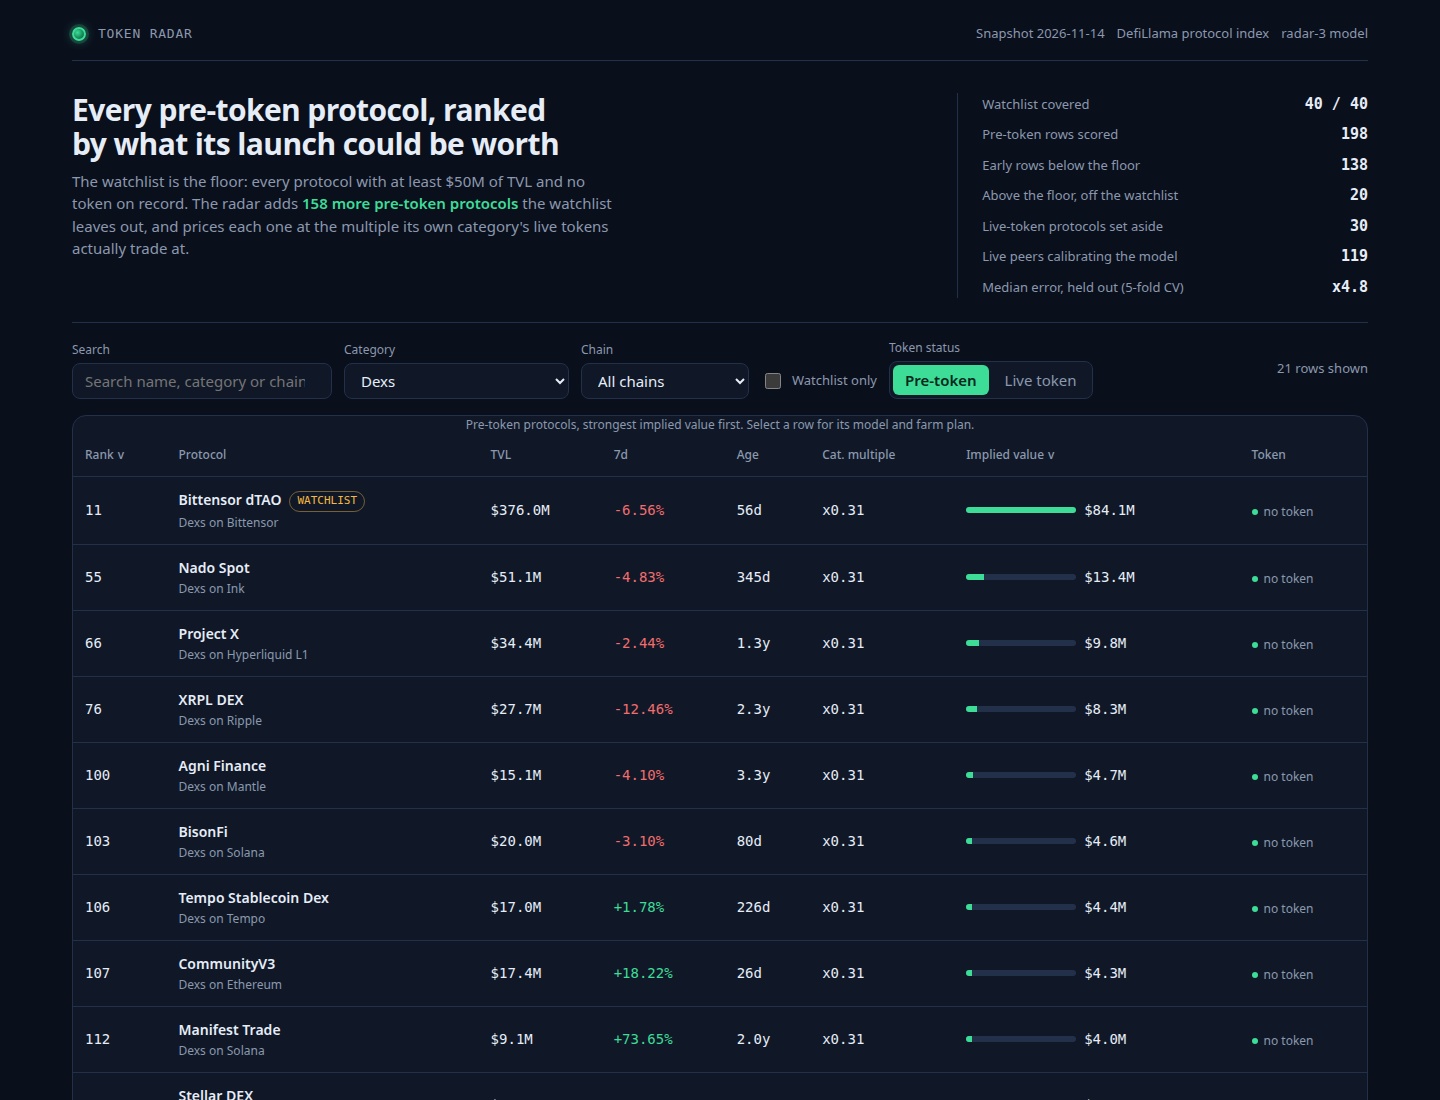 TOKEN RADAR
Snapshot 2026-11-14 DefiLlama protocol index radar-3 model
Every pre-token protocol, ranked
by what its launch could be worth
The watchlist is the floor: every protocol with at least $50M of TVL and no
token on record. The radar adds 158 more pre-token protocols the watchlist
leaves out, and prices each one at the multiple its own category's live tokens
actually trade at.
Watchlist covered 40 / 40
Pre-token rows scored 198
Early rows below the floor 138
Above the floor, off the watchlist 20
Live-token protocols set aside 30
Live peers calibrating the model 119
Median error, held out (5-fold CV) x4.8
Search Category Chain Token status
Search name, category or chain Dexs All chains Watchlist only Pre-token Live token 21 rows shown
Pre-token protocols, strongest implied value first. Select a row for its model and farm plan.
Rank v Protocol TVL 7d Age Cat. multiple Implied value v Token
11 Bittensor dTAO WATCHLIST $376.0M -6.56% 56d x0.31 $84.1M no token
Dexs on Bittensor
55 Nado Spot $51.1M -4.83% 345d x0.31 $13.4M no token
Dexs on Ink
66 Project X $34.4M -2.44% 1.3y x0.31 $9.8M no token
Dexs on Hyperliquid L1
76 XRPL DEX $27.7M -12.46% 2.3y x0.31 $8.3M no token
Dexs on Ripple
100 Agni Finance $15.1M -4.10% 3.3y x0.31 $4.7M no token
Dexs on Mantle
103 BisonFi $20.0M -3.10% 80d x0.31 $4.6M no token
Dexs on Solana
106 Tempo Stablecoin Dex $17.0M +1.78% 226d x0.31 $4.4M no token
Dexs on Tempo
107 CommunityV3 $17.4M +18.22% 26d x0.31 $4.3M no token
Dexs on Ethereum
112 Manifest Trade $9.1M +73.65% 2.0y x0.31 $4.0M no token
Dexs on Solana
Stellar DEX